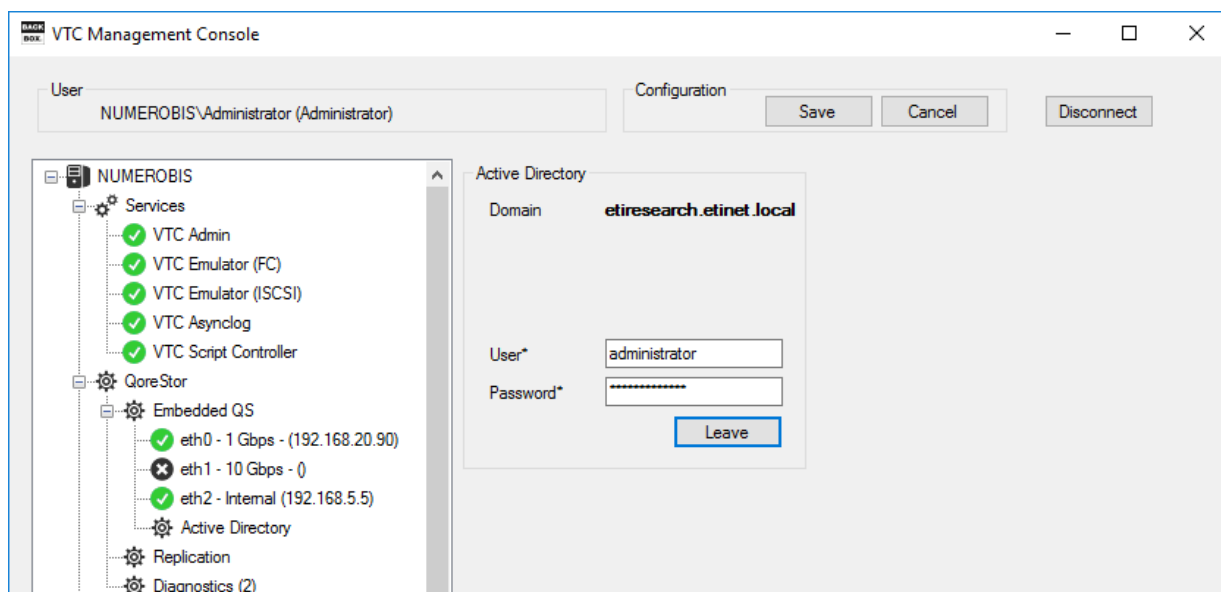 BACK
BOX
VTC Management Console
User
NUMEROBIS\Administrator (Administrator)
Configuration
Save
Cancel
Disconnect
NUMEROBIS
Services
VTC Admin
VTC Emulator (FC)
VTC Emulator (ISCSI)
VTC Asynclog
VTC Script Controller
QoreStor
Embedded QS
eth0 - 1 Gbps - (192.168.20.90)
eth1 - 10 Gbps - ()
eth2 - Internal (192.168.5.5)
Active Directory
Replication
Diagnostics (2)
Active Directory
Domain etiresearch.etinet.local
User* administrator
Password* *************
Leave